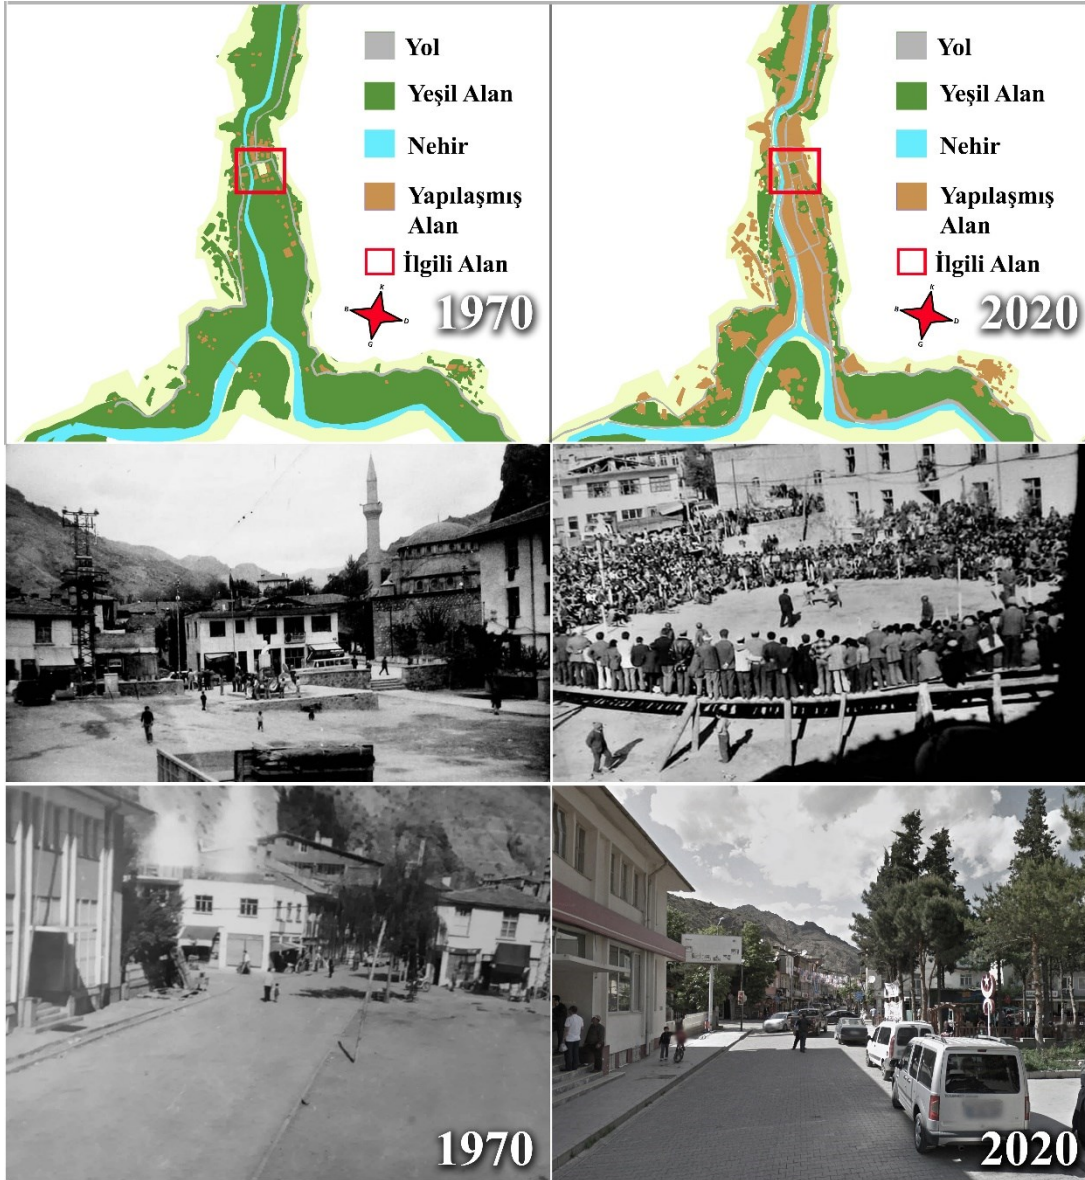 Yol
Yeşil Alan
Nehir
Yapılaşmış
Alan
İlgili Alan
K
B
D
G
1970
Yol
Yeşil Alan
Nehir
Yapılaşmış
Alan
İlgili Alan
K
B
D
G
2020
1970
2020